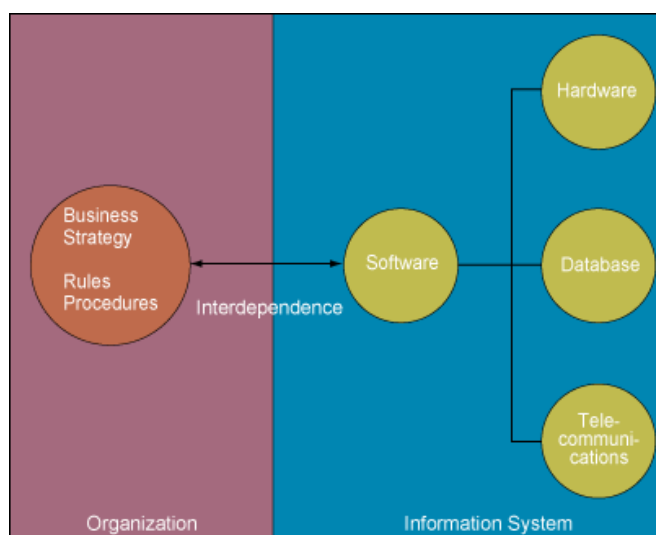 Business
Strategy
Rules
Procedures
Interdependence
Software
Hardware
Database
Tele-
communi-
cations
Organization
Information System